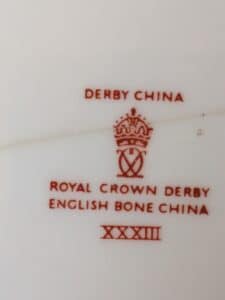 DERBY CHINA
ROYAL CROWN DERBY
ENGLISH BONE CHINA
XXXIII